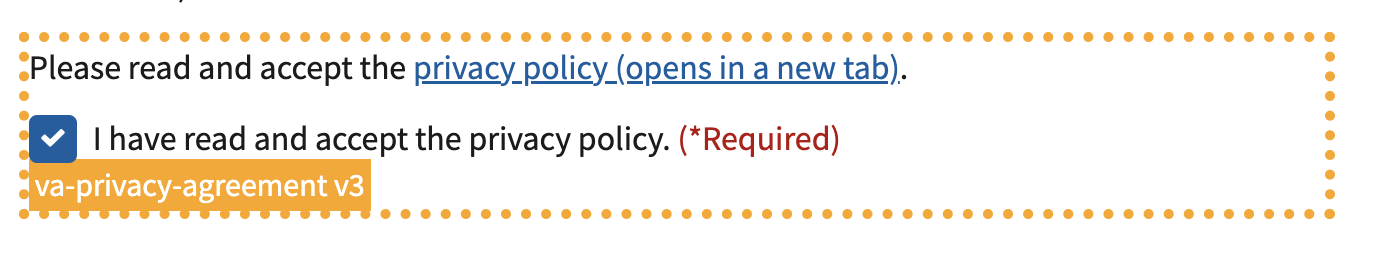 Please read and accept the privacy policy (opens in a new tab).
I have read and accept the privacy policy. (*Required)
va-privacy-agreement v3